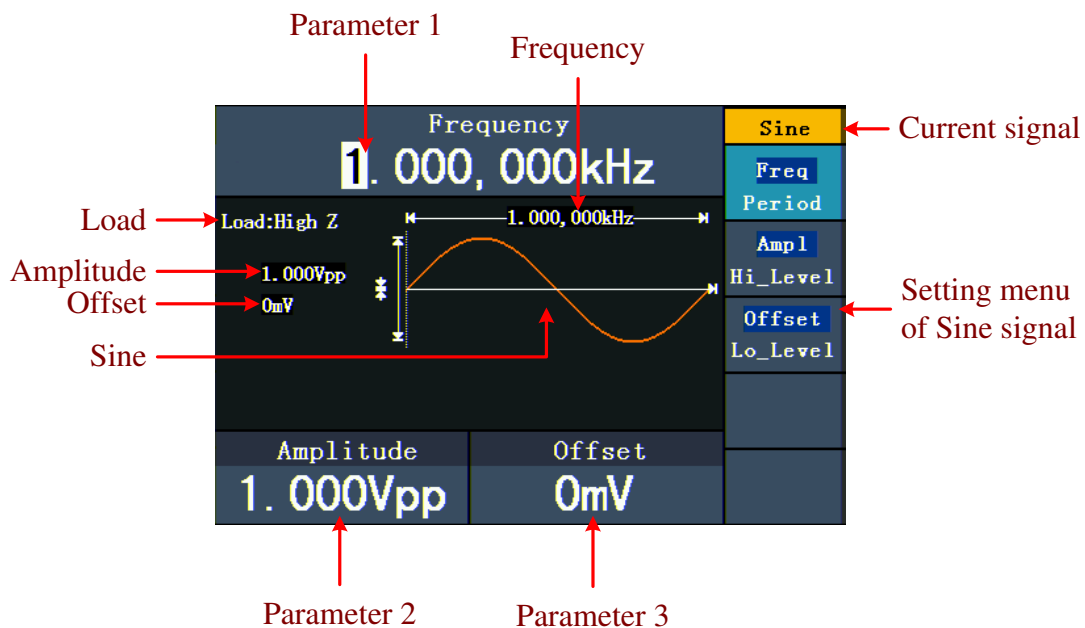 Parameter 1
Frequency
Frequency
1.000,000kHz
Sine
Current signal
Freq
Period
Load
Load:High Z
1.000,000kHz
Amplitude
1.000Vpp
Offset
0mV
Sine
Ampl
Hi_Level
Offset
Lo_Level
Setting menu
of Sine signal
Amplitude
1.000Vpp
Offset
0mV
Parameter 2
Parameter 3